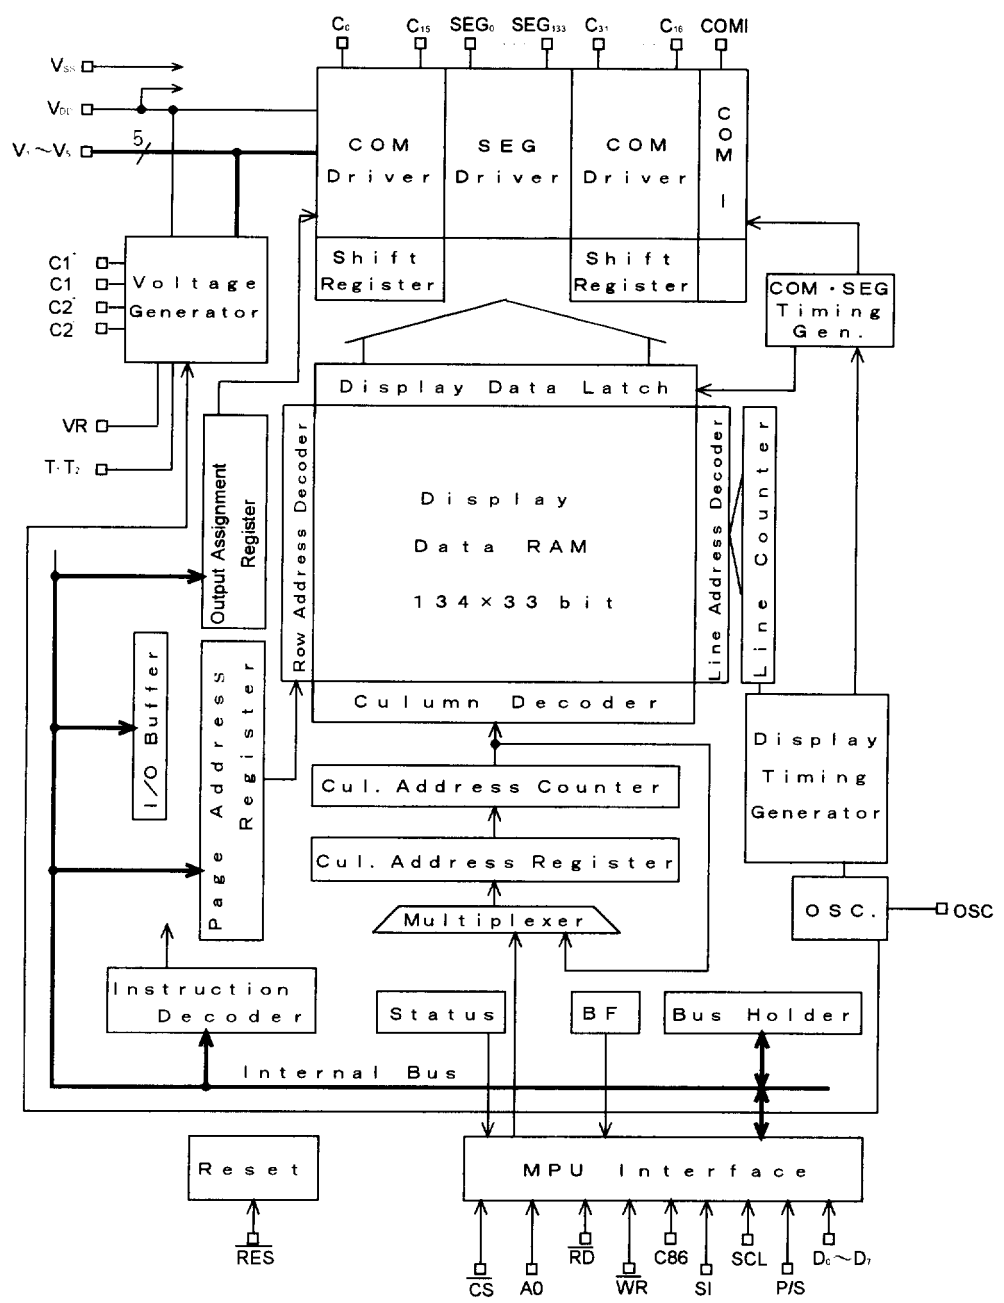 C₀ C₁₅ SEG₀ SEG₁₃₃ C₃₁ C₁₆ COMI
V_SS
V_DD
V₁～V₅ 5
COM Driver
SEG Driver
COM Driver
COM I
Shift Register
Shift Register
C1⁺
C1⁻
C2⁺
C2⁻
Voltage Generator
COM・SEG Timing Gen.
VR
T₁ T₂
Display Data Latch
Output Assignment Register
Row Address Decoder
Display
Data RAM
134×33 bit
Line Address Decoder
Line Counter
I/O Buffer
Page Address Register
Culumn Decoder
Display
Timing
Generator
Cul. Address Counter
Cul. Address Register
Multiplexer
OSC.
OSC
Instruction
Decoder
Status
BF
Bus Holder
Internal Bus
Reset
MPU Interface
RES
CS A0 RD WR C86 SI SCL P/S D₀～D₇